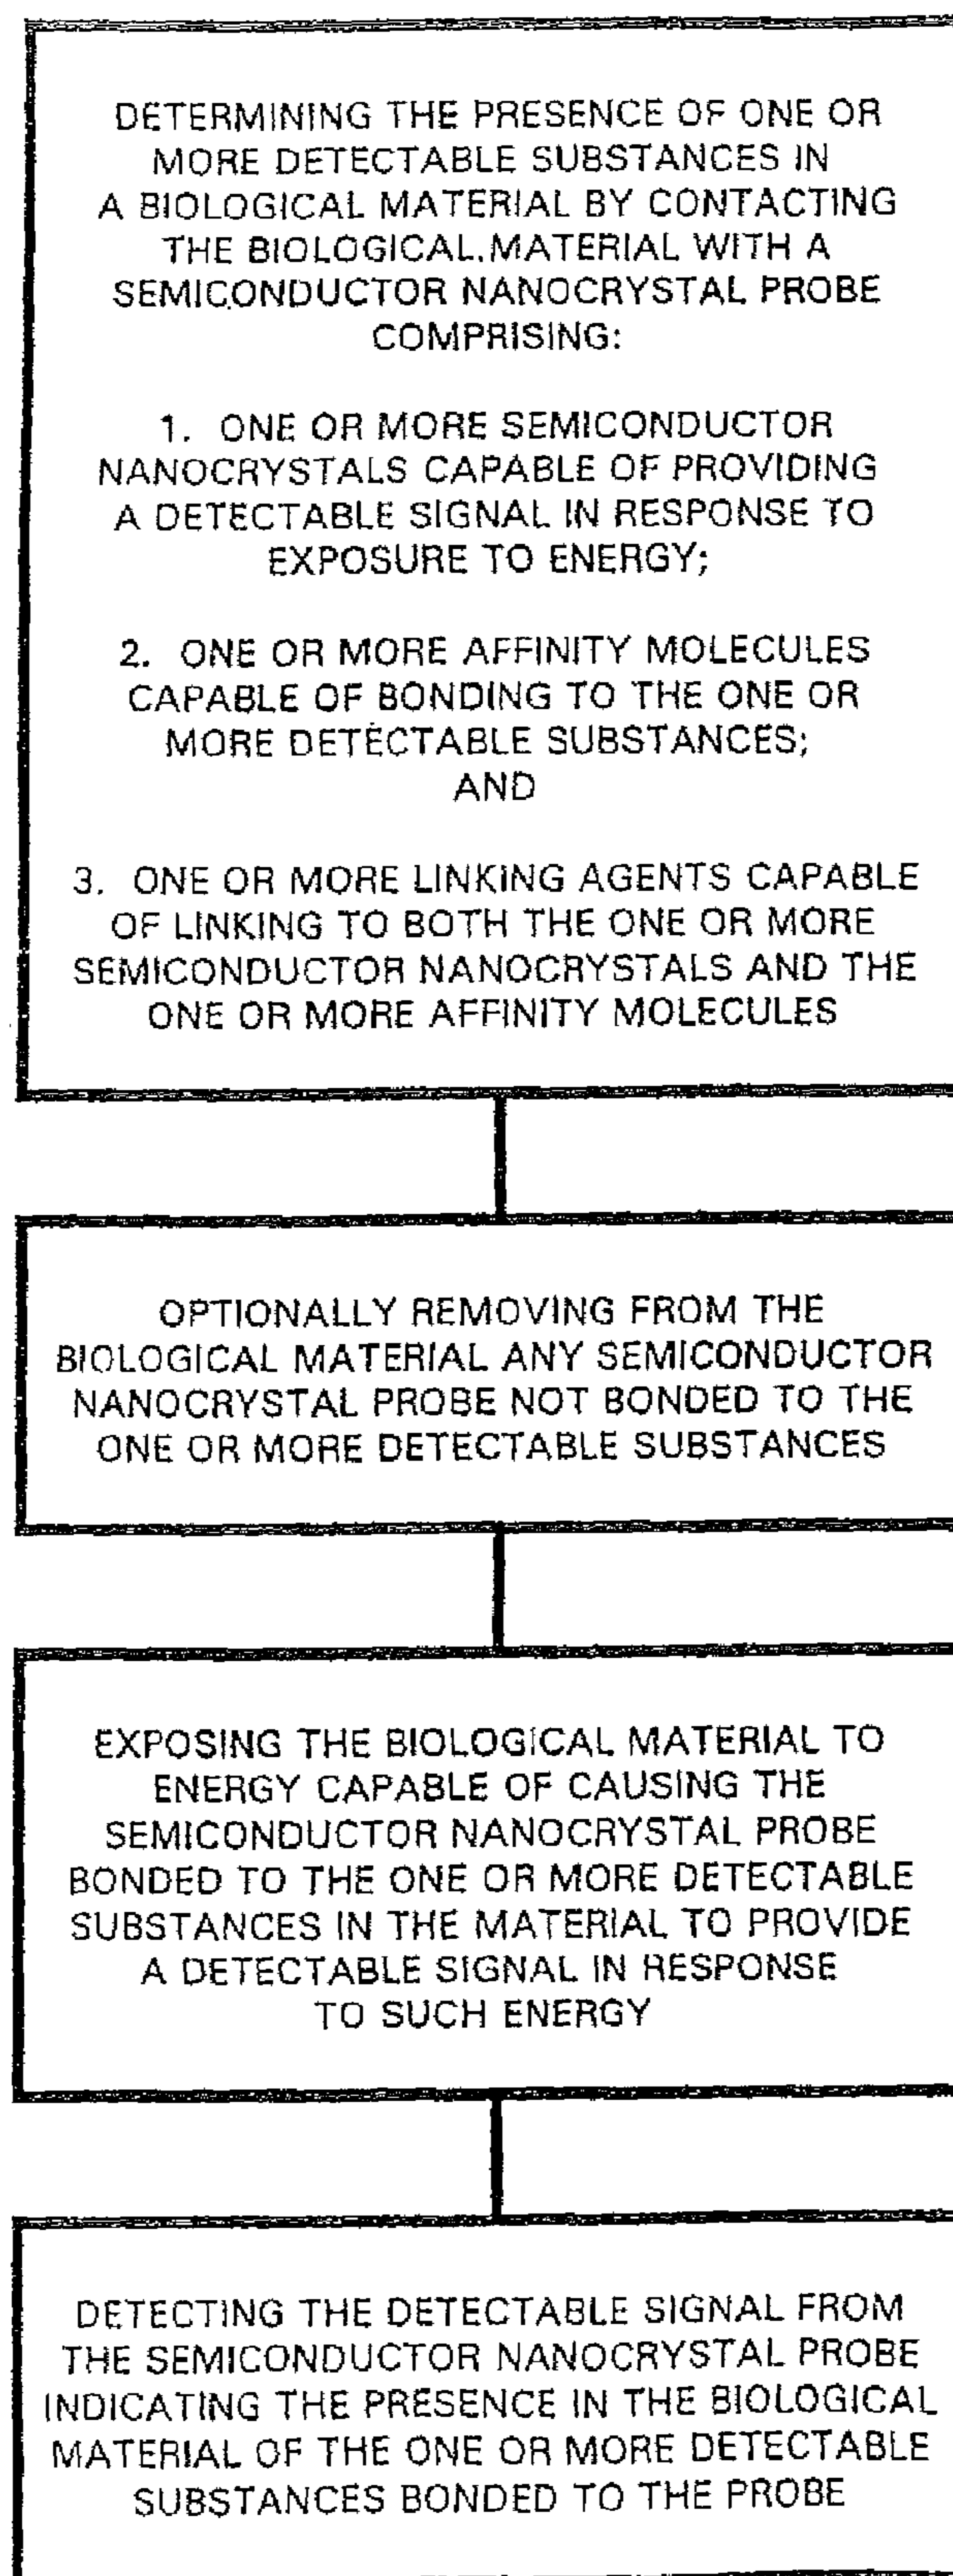 DETERMINING THE PRESENCE OF ONE OR
MORE DETECTABLE SUBSTANCES IN
A BIOLOGICAL MATERIAL BY CONTACTING
THE BIOLOGICAL.MATERIAL WITH A
SEMICONDUCTOR NANOCRYSTAL PROBE
COMPRISING:
1. ONE OR MORE SEMICONDUCTOR
NANOCRYSTALS CAPABLE OF PROVIDING
A DETECTABLE SIGNAL IN RESPONSE TO
EXPOSURE TO ENERGY;
2. ONE OR MORE AFFINITY MOLECULES
CAPABLE OF BONDING TO THE ONE OR
MORE DETECTABLE SUBSTANCES;
AND
3. ONE OR MORE LINKING AGENTS CAPABLE
OF LINKING TO BOTH THE ONE OR MORE
SEMICONDUCTOR NANOCRYSTALS AND THE
ONE OR MORE AFFINITY MOLECULES
OPTIONALLY REMOVING FROM THE
BIOLOGICAL MATERIAL ANY SEMICONDUCTOR
NANOCRYSTAL PROBE NOT BONDED TO THE
ONE OR MORE DETECTABLE SUBSTANCES
EXPOSING THE BIOLOGICAL MATERIAL TO
ENERGY CAPABLE OF CAUSING THE
SEMICONDUCTOR NANOCRYSTAL PROBE
BONDED TO THE ONE OR MORE DETECTABLE
SUBSTANCES IN THE MATERIAL TO PROVIDE
A DETECTABLE SIGNAL IN RESPONSE
TO SUCH ENERGY
DETECTING THE DETECTABLE SIGNAL FROM
THE SEMICONDUCTOR NANOCRYSTAL PROBE
INDICATING THE PRESENCE IN THE BIOLOGICAL
MATERIAL OF THE ONE OR MORE DETECTABLE
SUBSTANCES BONDED TO THE PROBE